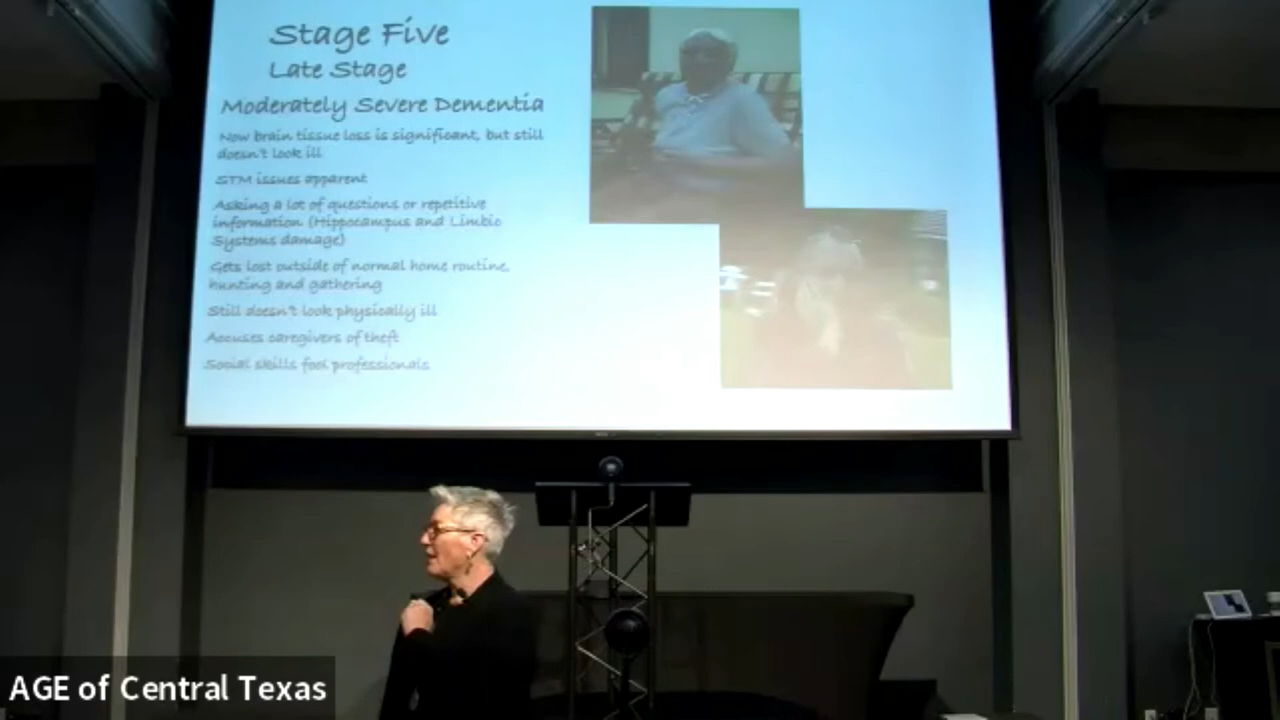 Stage Five
Late Stage
Moderately Severe Dementia
Now brain tissue loss is significant, but still
doesn't look ill
STM issues apparent
Asking a lot of questions or repetitive
information (Hippocampus and Limbic
Systems damage)
Gets lost outside of normal home routine,
hunting and gathering
Still doesn't look physically ill
Accuses caregivers of theft
Social skills fool professionals
AGE of Central Texas